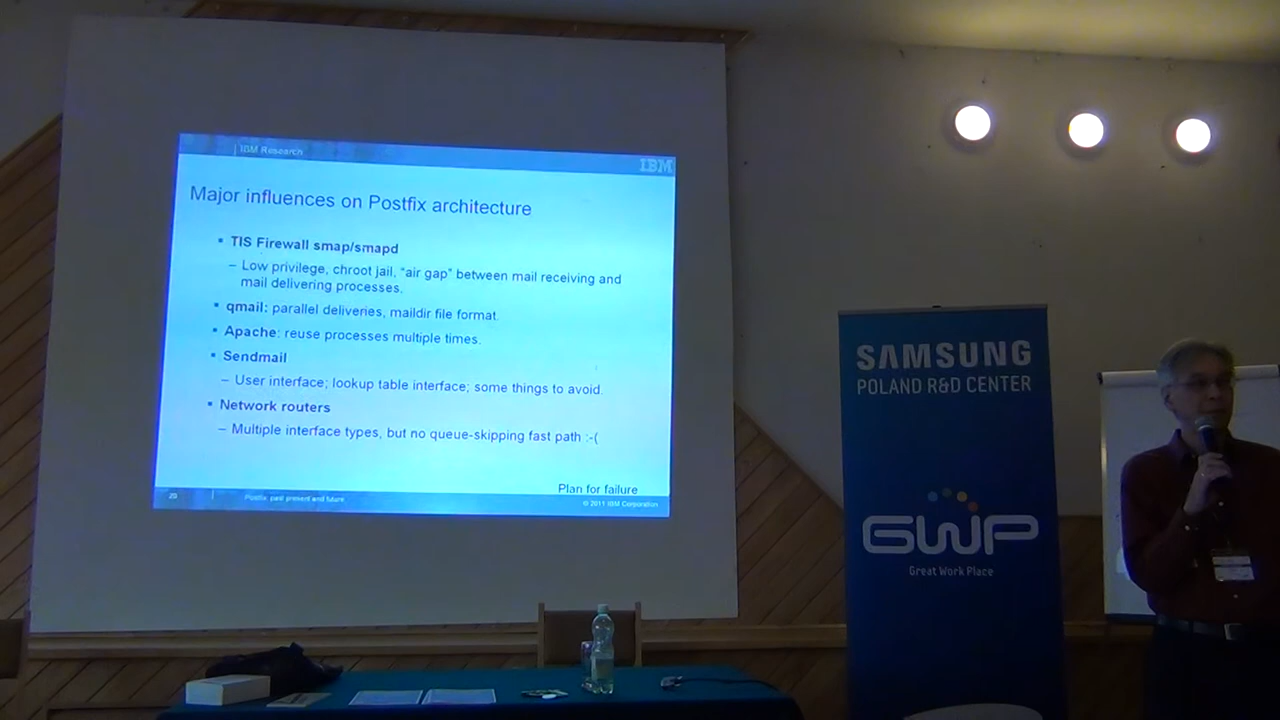 | IBM Research
IBM
Major influences on Postfix architecture
▪ TIS Firewall smap/smapd
– Low privilege, chroot jail, "air gap" between mail receiving and
mail delivering processes.
▪ qmail: parallel deliveries, maildir file format.
▪ Apache: reuse processes multiple times.
▪ Sendmail
– User interface; lookup table interface; some things to avoid.
▪ Network routers
– Multiple interface types, but no queue-skipping fast path :-(
Plan for failure
Postfix: past present and future
© 2011 IBM Corporation
SAMSUNG
POLAND R&D CENTER
GWP
Great Work Place